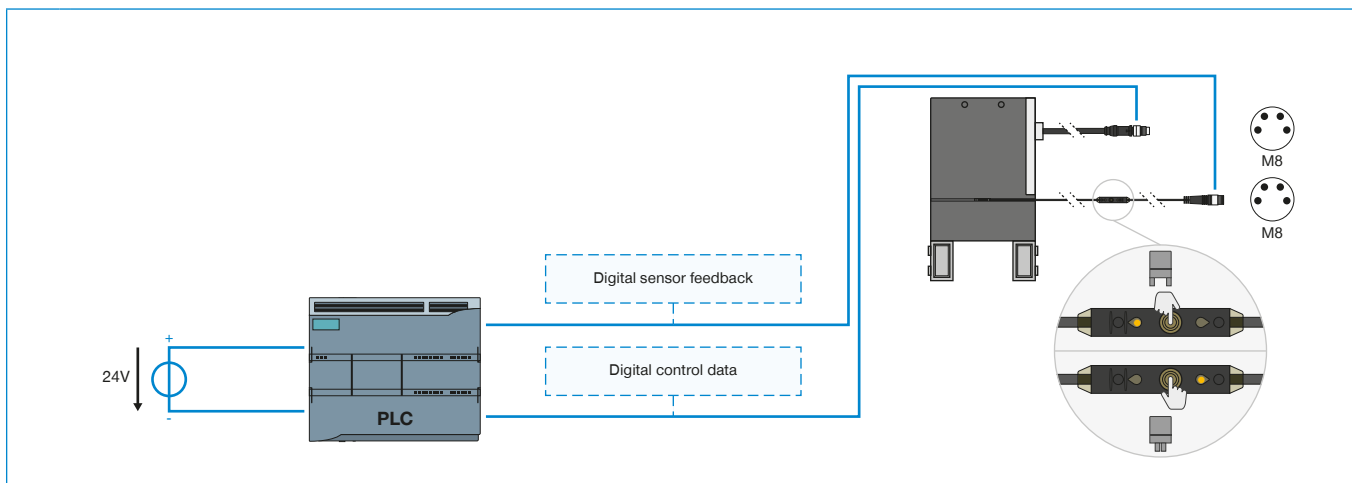 M8
M8
Digital sensor feedback
+
24V
-
Digital control data
PLC